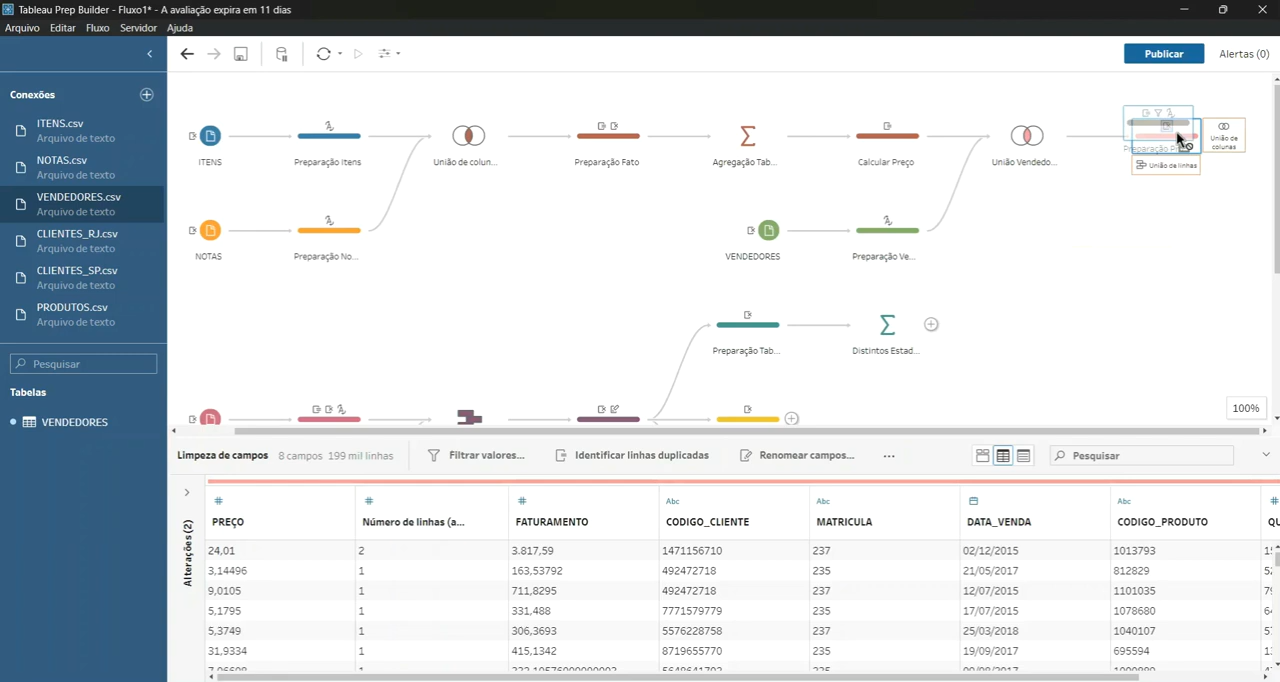 Tableau Prep Builder - Fluxo1* - A avaliação expira em 11 dias
Arquivo Editar Fluxo Servidor Ajuda
Publicar Alertas (0)
Conexões
ITENS.csv
Arquivo de texto
NOTAS.csv
Arquivo de texto
VENDEDORES.csv
Arquivo de texto
CLIENTES_RJ.csv
Arquivo de texto
CLIENTES_SP.csv
Arquivo de texto
PRODUTOS.csv
Arquivo de texto
Pesquisar
Tabelas
VENDEDORES
ITENS Preparação Itens União de colun... Preparação Fato Agregação Tab... Calcular Preço União Vendedo...
União de colunas
União de linhas
NOTAS Preparação No... VENDEDORES Preparação Ve...
Preparação Tab... Distintos Estad...
100%
Limpeza de campos 8 campos 199 mil linhas Filtrar valores... Identificar linhas duplicadas Renomear campos... ... Pesquisar
Alterações (2)
# # # Abc Abc Abc #
PREÇO Número de linhas (a... FATURAMENTO CODIGO_CLIENTE MATRICULA DATA_VENDA CODIGO_PRODUTO QU
24,01 2 3.817,59 1471156710 237 02/12/2015 1013793
3,14496 1 163,53792 492472718 235 21/05/2017 812829
9,0105 1 711,8295 492472718 237 12/07/2015 1101035
5,1795 1 331,488 7771579779 235 17/07/2015 1078680
5,3749 1 306,3693 5576228758 237 25/03/2018 1040107
31,9334 1 415,1342 8719655770 235 19/09/2017 695594